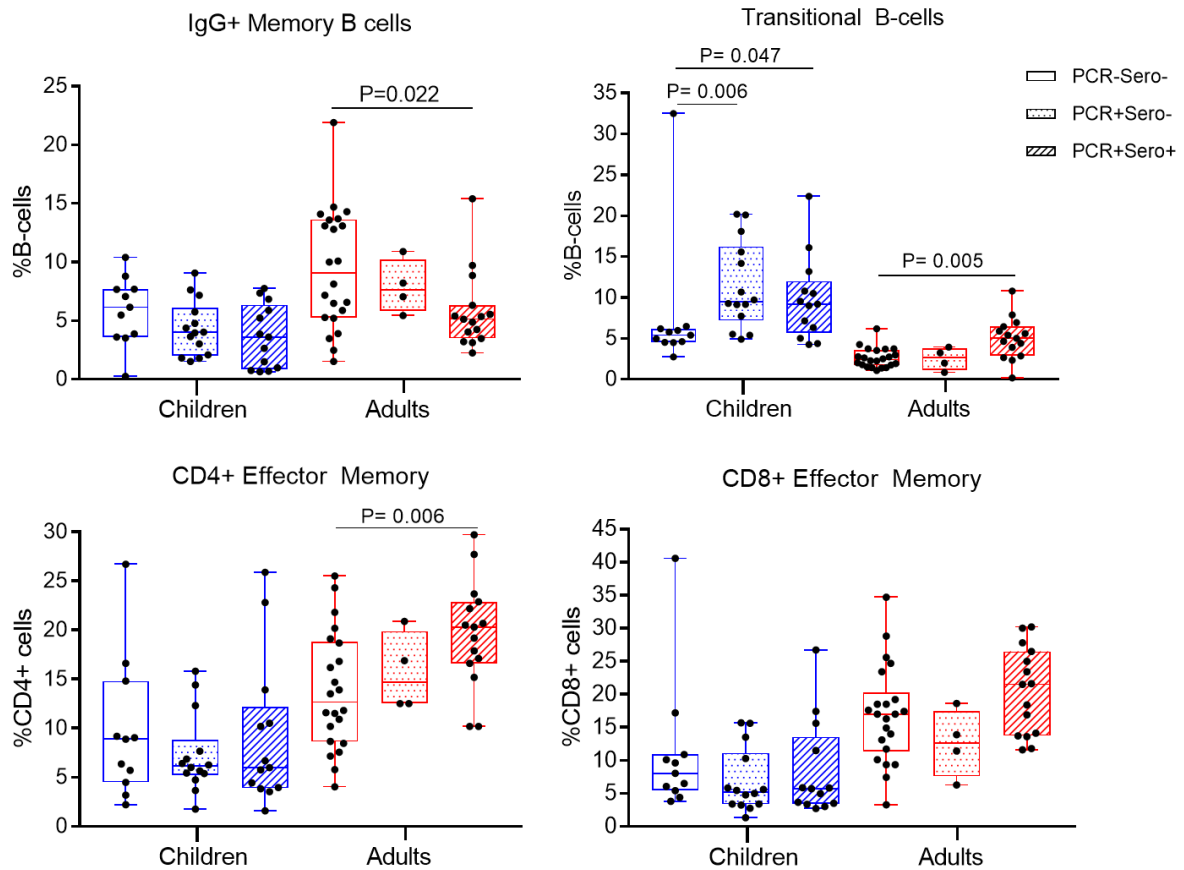 IgG+ Memory B cells
Transitional B-cells
P=0.022
P= 0.047
P= 0.006
P= 0.005
PCR-Sero-
PCR+Sero-
PCR+Sero+
%B-cells
25
20
15
10
5
0
Children
Adults
%B-cells
35
30
25
20
15
10
5
0
Children
Adults
CD4+ Effector Memory
CD8+ Effector Memory
P= 0.006
%CD4+ cells
30
25
20
15
10
5
0
Children
Adults
%CD8+ cells
45
40
35
30
25
20
15
10
5
0
Children
Adults